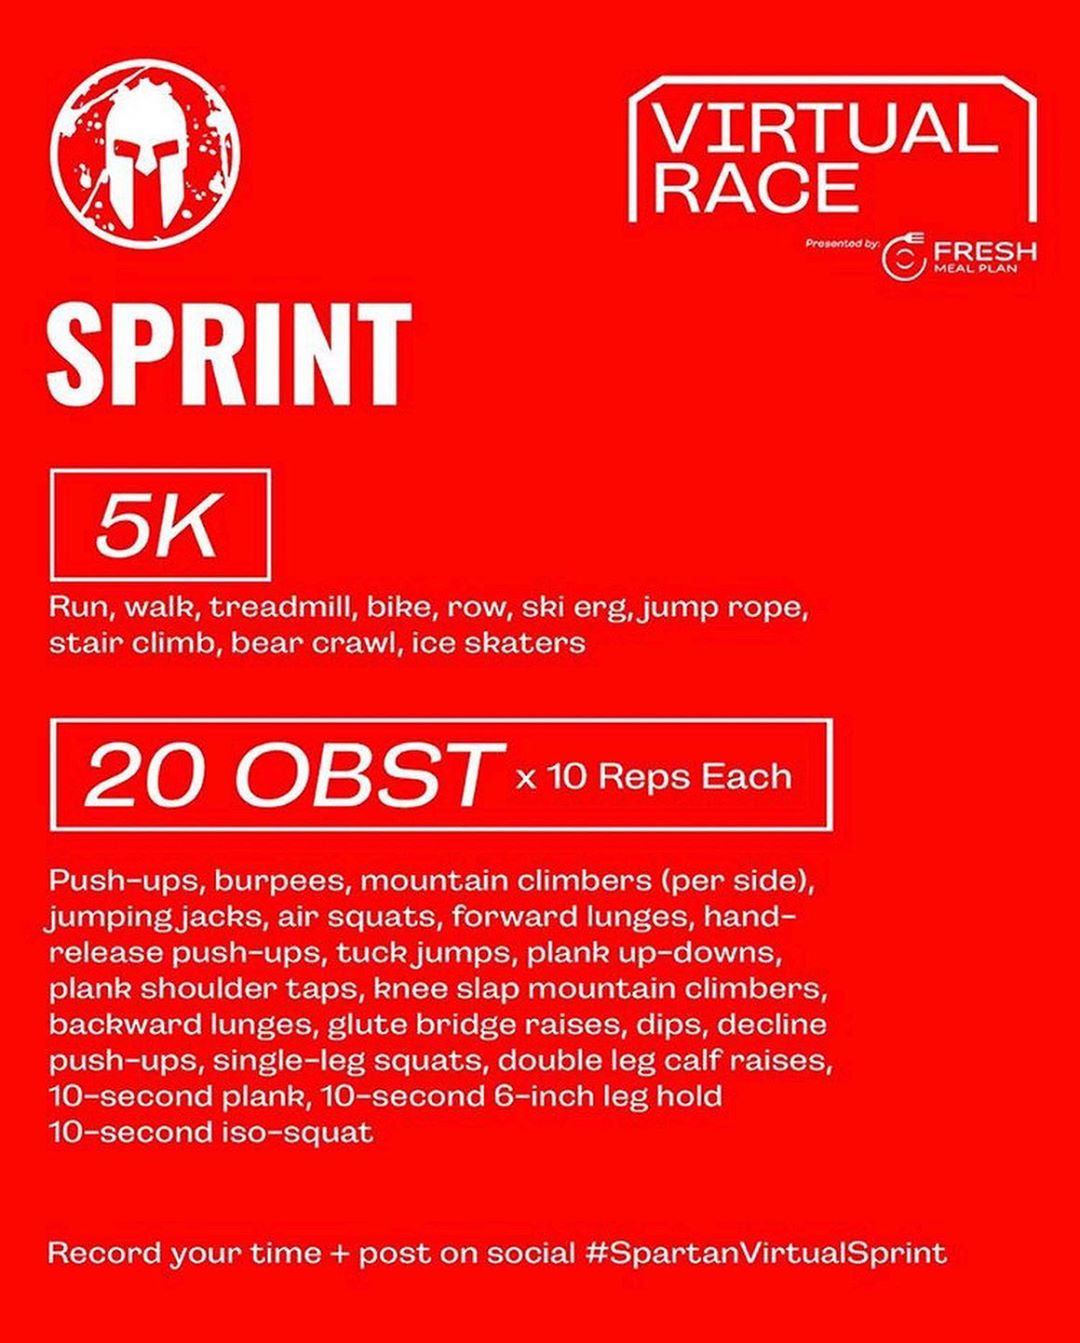 VIRTUAL
RACE
Presented by:
FRESH
MEAL PLAN
SPRINT
5K
Run, walk, treadmill, bike, row, ski erg, jump rope,
stair climb, bear crawl, ice skaters
20 OBST x 10 Reps Each
Push-ups, burpees, mountain climbers (per side),
jumping jacks, air squats, forward lunges, hand-
release push-ups, tuck jumps, plank up-downs,
plank shoulder taps, knee slap mountain climbers,
backward lunges, glute bridge raises, dips, decline
push-ups, single-leg squats, double leg calf raises,
10-second plank, 10-second 6-inch leg hold
10-second iso-squat
Record your time + post on social #SpartanVirtualSprint